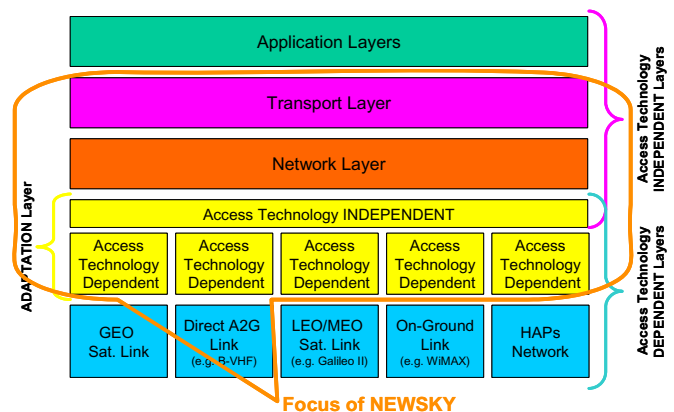 Application Layers
Transport Layer
Network Layer
Access Technology INDEPENDENT
Access
Technology
Dependent
Access
Technology
Dependent
Access
Technology
Dependent
Access
Technology
Dependent
Access
Technology
Dependent
GEO
Sat. Link
Direct A2G
Link
(e.g. B-VHF)
LEO/MEO
Sat. Link
(e.g. Galileo II)
On-Ground
Link
(e.g. WiMAX)
HAPs
Network
ADAPTATION Layer
Access Technology
INDEPENDENT Layers
Access Technology
DEPENDENT Layers
Focus of NEWSKY